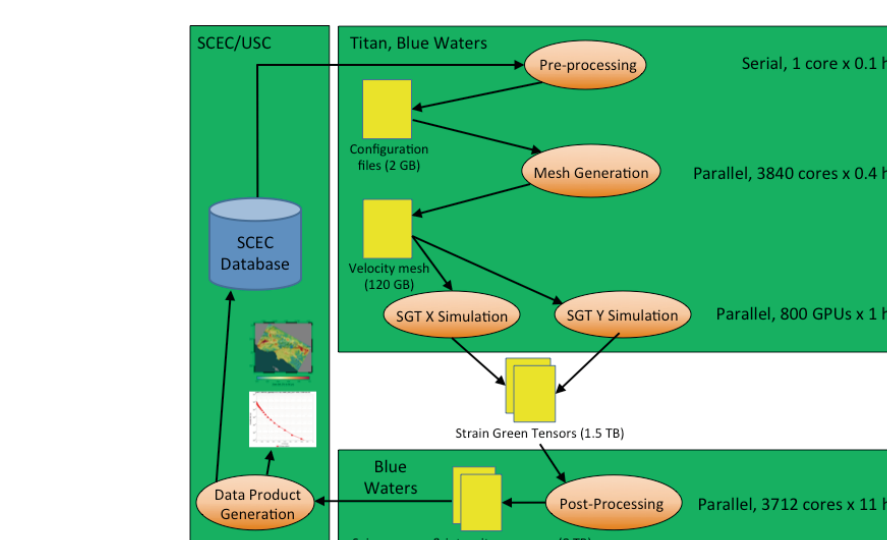 SCEC/USC
Titan, Blue Waters
Pre-processing
Serial, 1 core x 0.1 h
Configuration
files (2 GB)
Mesh Generation
Parallel, 3840 cores x 0.4 h
SCEC
Database
Velocity mesh
(120 GB)
SGT X Simulation
SGT Y Simulation
Parallel, 800 GPUs x 1 h
Strain Green Tensors (1.5 TB)
Blue
Waters
Data Product
Generation
Post-Processing
Parallel, 3712 cores x 11 h